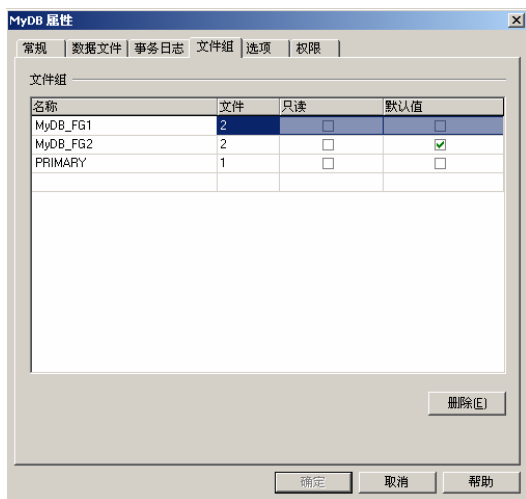 MyDB 属性
常规 数据文件 事务日志 文件组 选项 权限
文件组
名称 文件 只读 默认值
MyDB_FG1 2
MyDB_FG2 2
PRIMARY 1
删除(E)
确定 取消 帮助